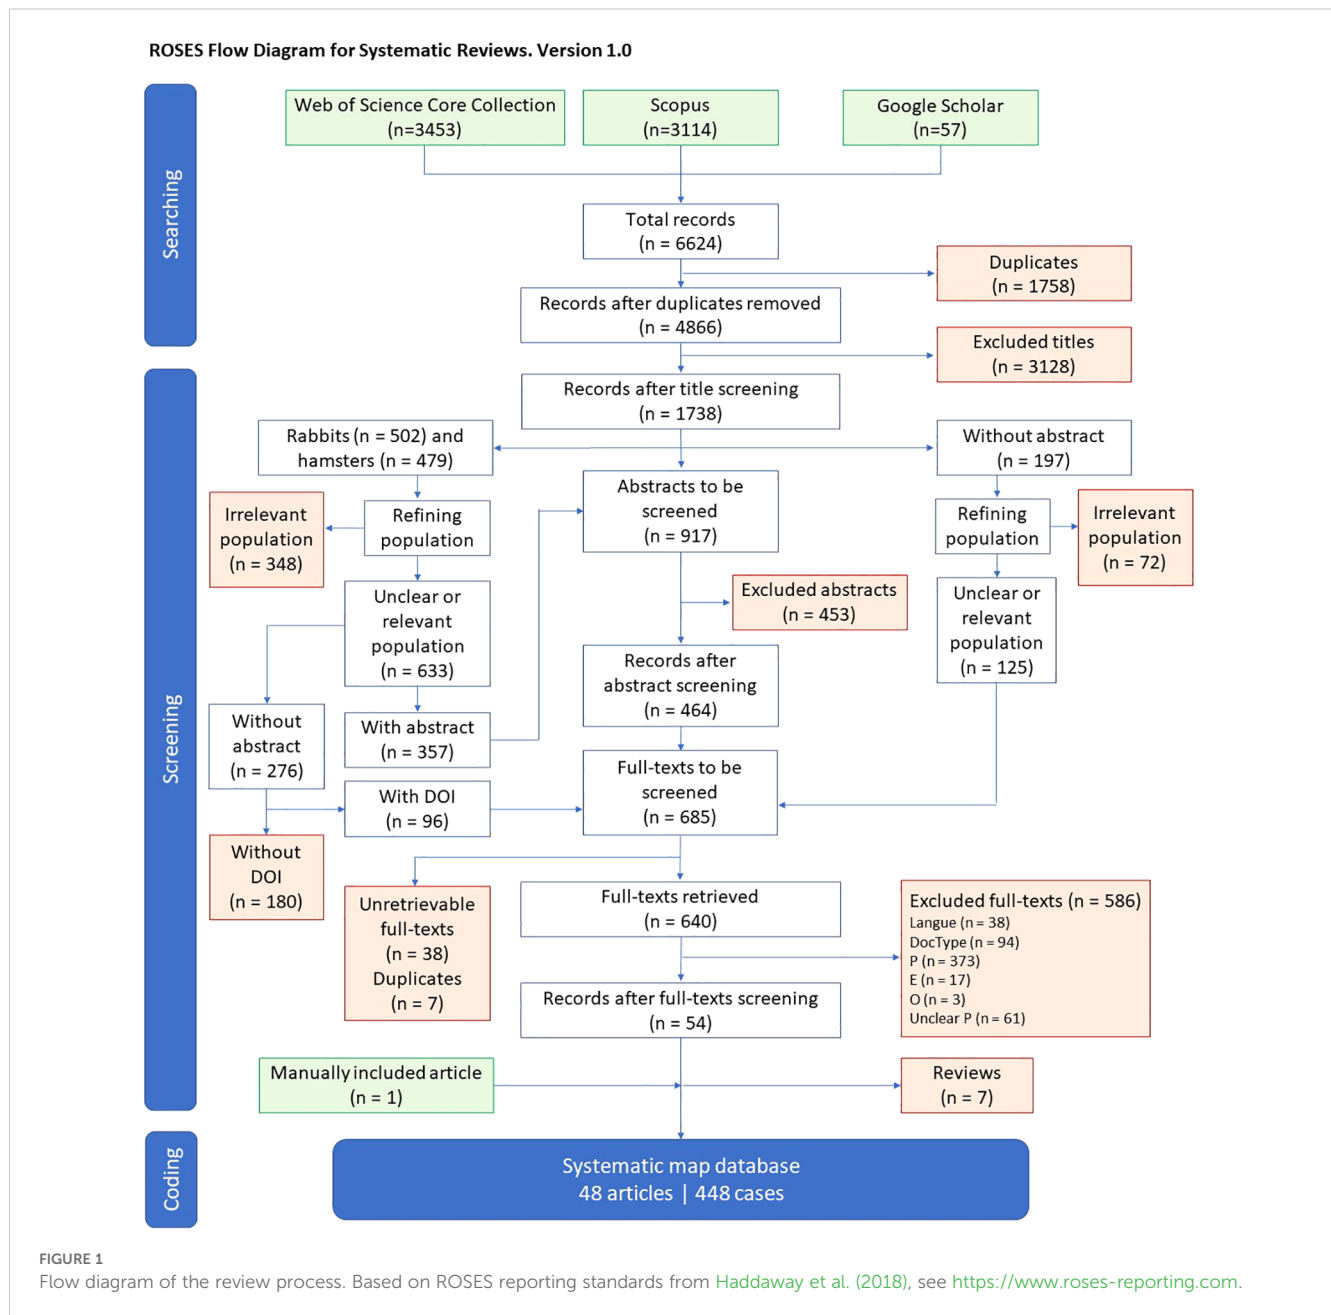 ROSES Flow Diagram for Systematic Reviews. Version 1.0
Searching
Web of Science Core Collection
(n=3453)
Scopus
(n=3114)
Google Scholar
(n=57)
Total records
(n = 6624)
Duplicates
(n = 1758)
Records after duplicates removed
(n = 4866)
Excluded titles
(n = 3128)
Screening
Records after title screening
(n = 1738)
Rabbits (n = 502) and
hamsters (n = 479)
Without abstract
(n = 197)
Abstracts to be
screened
(n = 917)
Irrelevant
population
(n = 348)
Refining
population
Refining
population
Irrelevant
population
(n = 72)
Unclear or
relevant
population
(n = 633)
Excluded abstracts
(n = 453)
Unclear or
relevant
population
(n = 125)
Records after
abstract screening
(n = 464)
Without
abstract
(n = 276)
With abstract
(n = 357)
Full-texts to be
screened
(n = 685)
With DOI
(n = 96)
Without
DOI
(n = 180)
Unretrievable
full-texts
(n = 38)
Duplicates
(n = 7)
Full-texts retrieved
(n = 640)
Excluded full-texts (n = 586)
Langue (n = 38)
DocType (n = 94)
P (n = 373)
E (n = 17)
O (n = 3)
Unclear P (n = 61)
Records after full-texts screening
(n = 54)
Manually included article
(n = 1)
Reviews
(n = 7)
Coding
Systematic map database
48 articles | 448 cases
FIGURE 1
Flow diagram of the review process. Based on ROSES reporting standards from Haddaway et al. (2018), see https://www.roses-reporting.com.